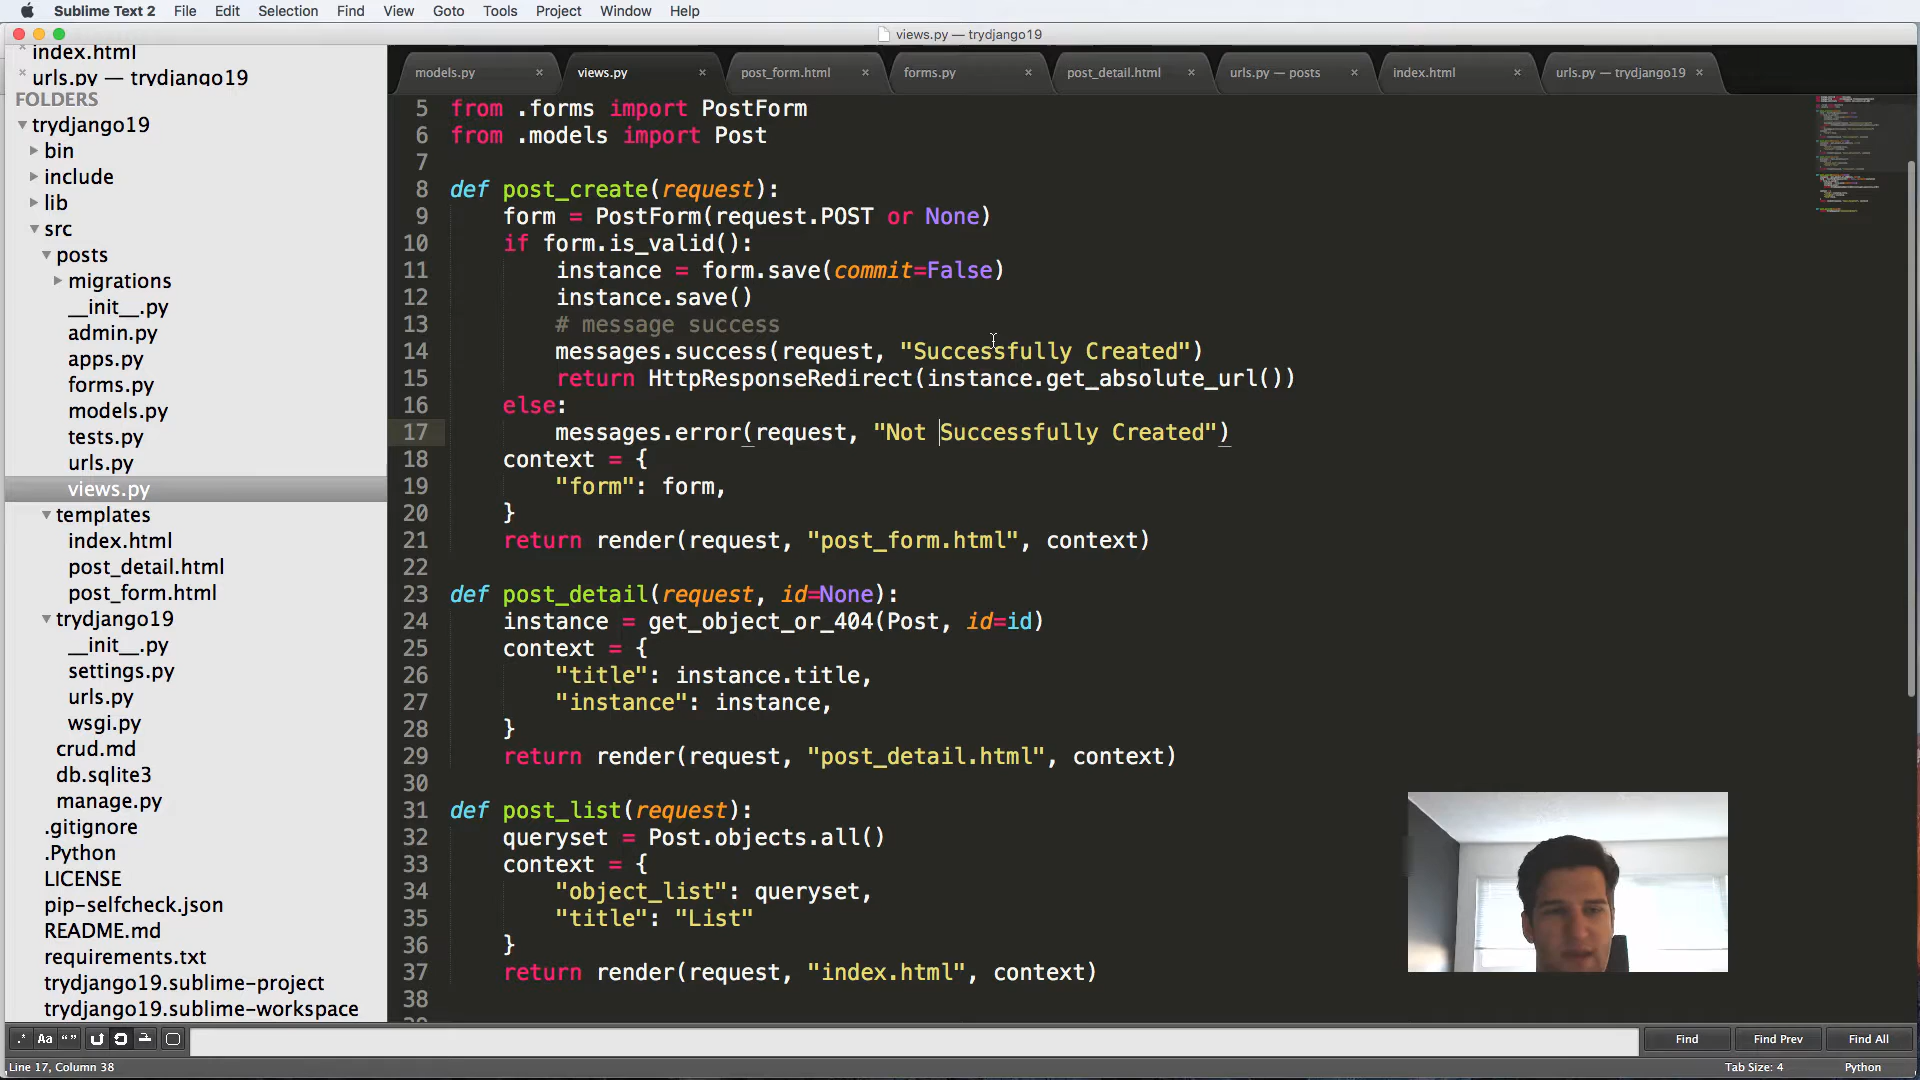 Sublime Text 2 File Edit Selection Find View Goto Tools Project Window Help
views.py — trydjango19
index.html
urls.py — trydjango19
FOLDERS
trydjango19
bin
include
lib
src
posts
migrations
__init__.py
admin.py
apps.py
forms.py
models.py
tests.py
urls.py
views.py
templates
index.html
post_detail.html
post_form.html
trydjango19
__init__.py
settings.py
urls.py
wsgi.py
crud.md
db.sqlite3
manage.py
.gitignore
.Python
LICENSE
pip-selfcheck.json
README.md
requirements.txt
trydjango19.sublime-project
trydjango19.sublime-workspace
models.py views.py post_form.html forms.py post_detail.html urls.py — posts index.html urls.py — trydjango19
5 from .forms import PostForm
6 from .models import Post
7
8 def post_create(request):
9 form = PostForm(request.POST or None)
10 if form.is_valid():
11 instance = form.save(commit=False)
12 instance.save()
13 # message success
14 messages.success(request, "Successfully Created")
15 return HttpResponseRedirect(instance.get_absolute_url())
16 else:
17 messages.error(request, "Not Successfully Created")
18 context = {
19 "form": form,
20 }
21 return render(request, "post_form.html", context)
22
23 def post_detail(request, id=None):
24 instance = get_object_or_404(Post, id=id)
25 context = {
26 "title": instance.title,
27 "instance": instance,
28 }
29 return render(request, "post_detail.html", context)
30
31 def post_list(request):
32 queryset = Post.objects.all()
33 context = {
34 "object_list": queryset,
35 "title": "List"
36 }
37 return render(request, "index.html", context)
38
.* Aa “ ” Find Find Prev Find All
Line 17, Column 38 Tab Size: 4 Python